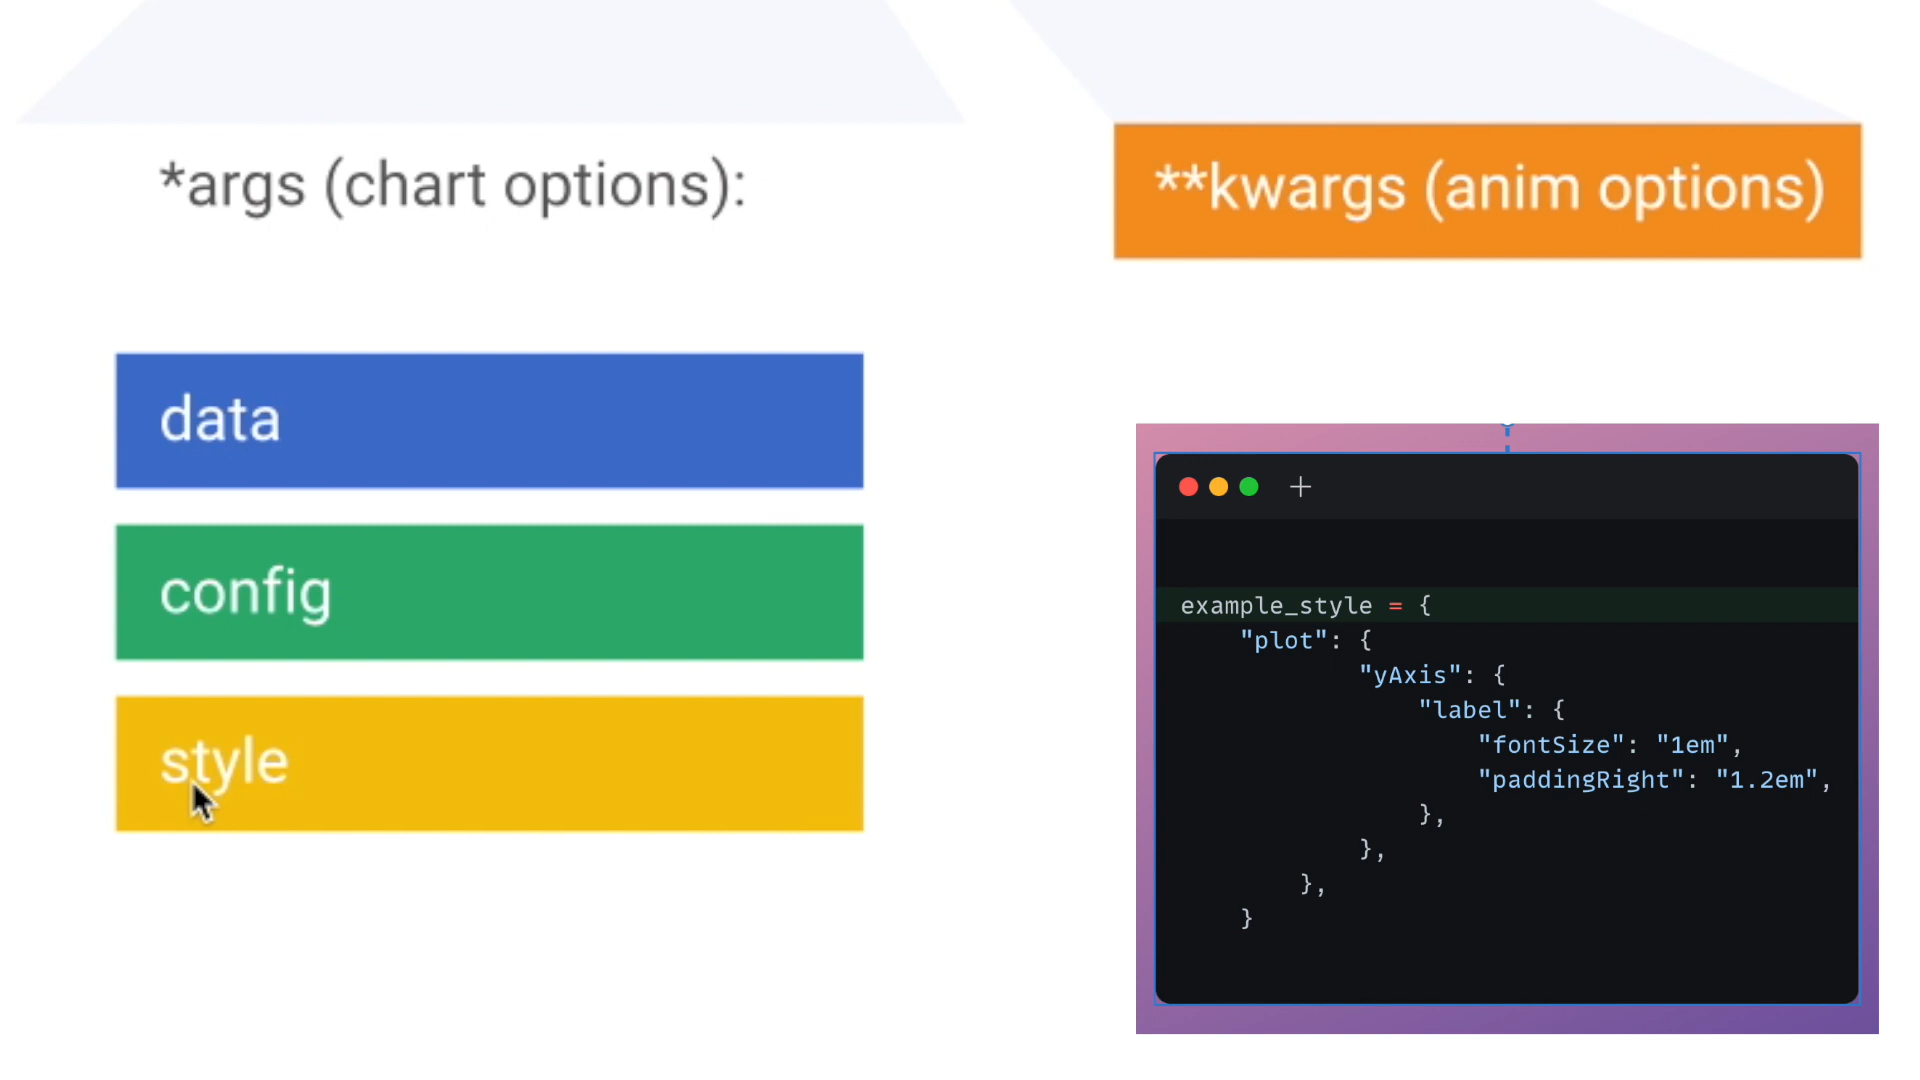 *args (chart options):
**kwargs (anim options)
data
config
style
example_style = {
"plot": {
"yAxis": {
"label": {
"fontSize": "1em",
"paddingRight": "1.2em",
},
},
},
}